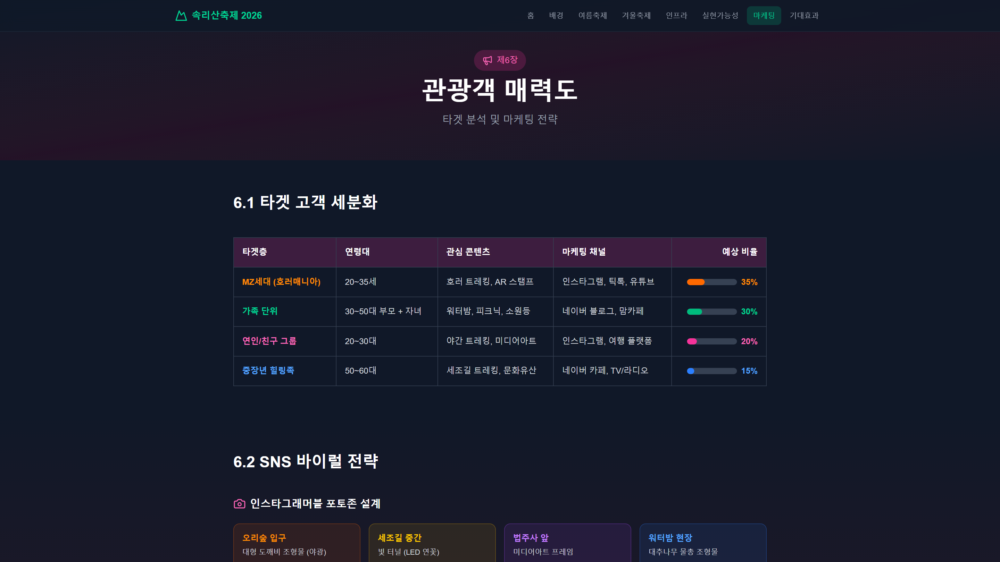 속리산축제 2026
홈 배경 여름축제 겨울축제 인프라 실현가능성 마케팅 기대효과
제6장
관광객 매력도
타겟 분석 및 마케팅 전략
6.1 타겟 고객 세분화
타겟층 연령대 관심 콘텐츠 마케팅 채널 예상 비율
MZ세대 (호러매니아) 20~35세 호러 트레킹, AR 스탬프 인스타그램, 틱톡, 유튜브 35%
가족 단위 30~50대 부모 + 자녀 워터밤, 피크닉, 소원등 네이버 블로그, 맘카페 30%
연인/친구 그룹 20~30대 야간 트레킹, 미디어아트 인스타그램, 여행 플랫폼 20%
중장년 힐링족 50~60대 세조길 트레킹, 문화유산 네이버 카페, TV/라디오 15%
6.2 SNS 바이럴 전략
인스타그래머블 포토존 설계
오리숲 입구 세조길 중간 법주사 앞 워터밤 현장
대형 도깨비 조형물 (야광) 빛 터널 (LED 연꽃) 미디어아트 프레임 대추나무 물총 조형물